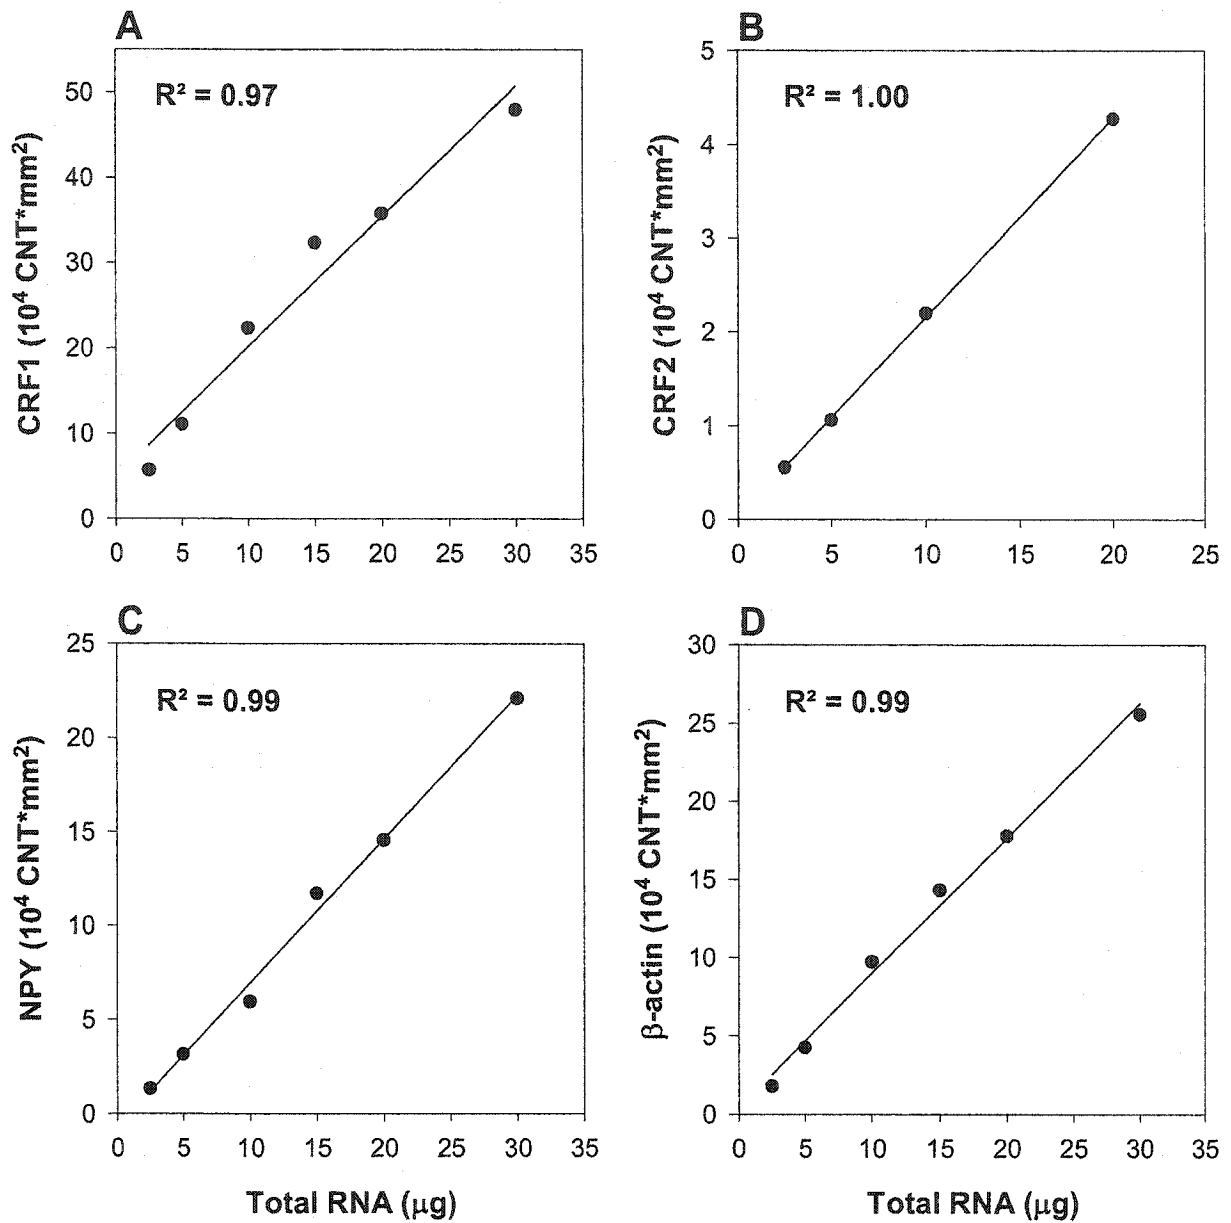 A
R² = 0.97
CRF1 (10⁴ CNT*mm²)
50
40
30
20
10
0
0 5 10 15 20 25 30 35
B
R² = 1.00
CRF2 (10⁴ CNT*mm²)
5
4
3
2
1
0
0 5 10 15 20 25
C
R² = 0.99
NPY (10⁴ CNT*mm²)
25
20
15
10
5
0
0 5 10 15 20 25 30 35
Total RNA (μg)
D
R² = 0.99
β-actin (10⁴ CNT*mm²)
30
25
20
15
10
5
0
0 5 10 15 20 25 30 35
Total RNA (μg)